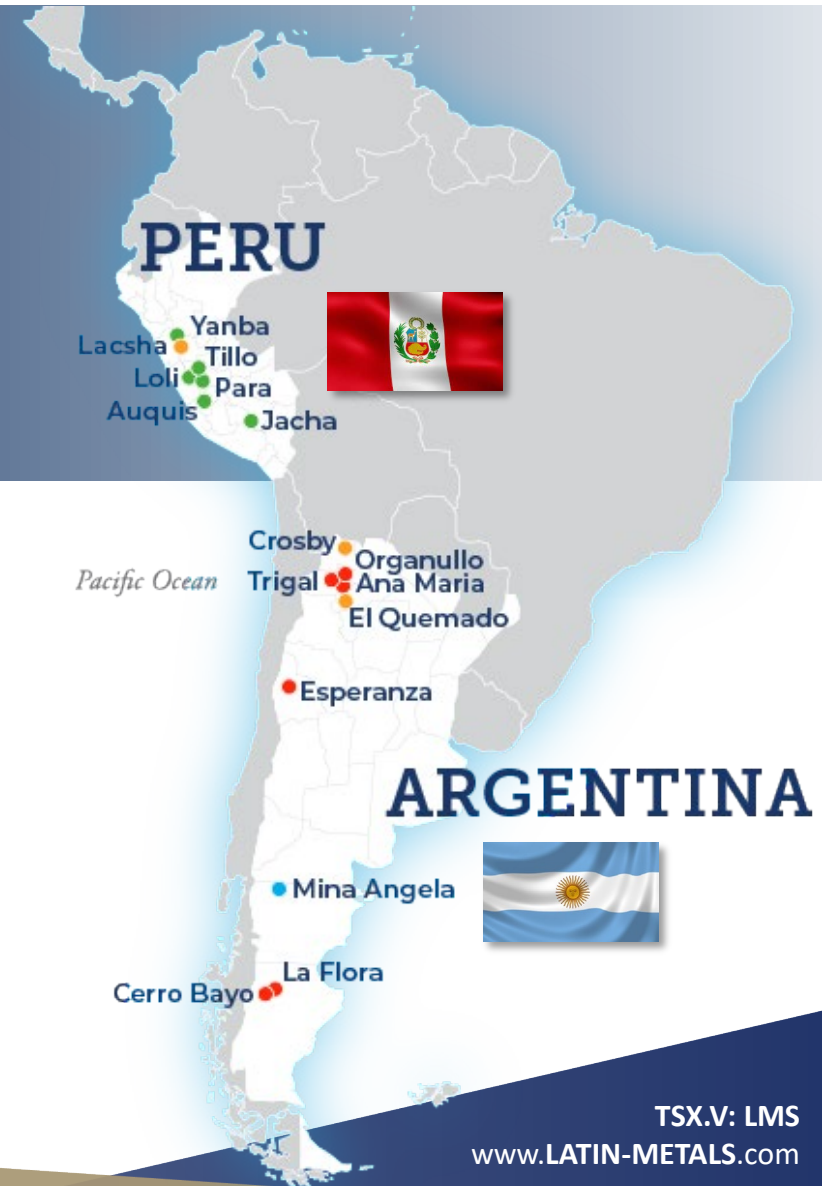 PERU
Yanba
Lacsha
Tillo
Loli
Para
Auquis
Jacha
Crosby
Organullo
Pacific Ocean
Trigal
Ana Maria
El Quemado
Esperanza
ARGENTINA
Mina Angela
La Flora
Cerro Bayo
TSX.V: LMS
www.LATIN-METALS.com